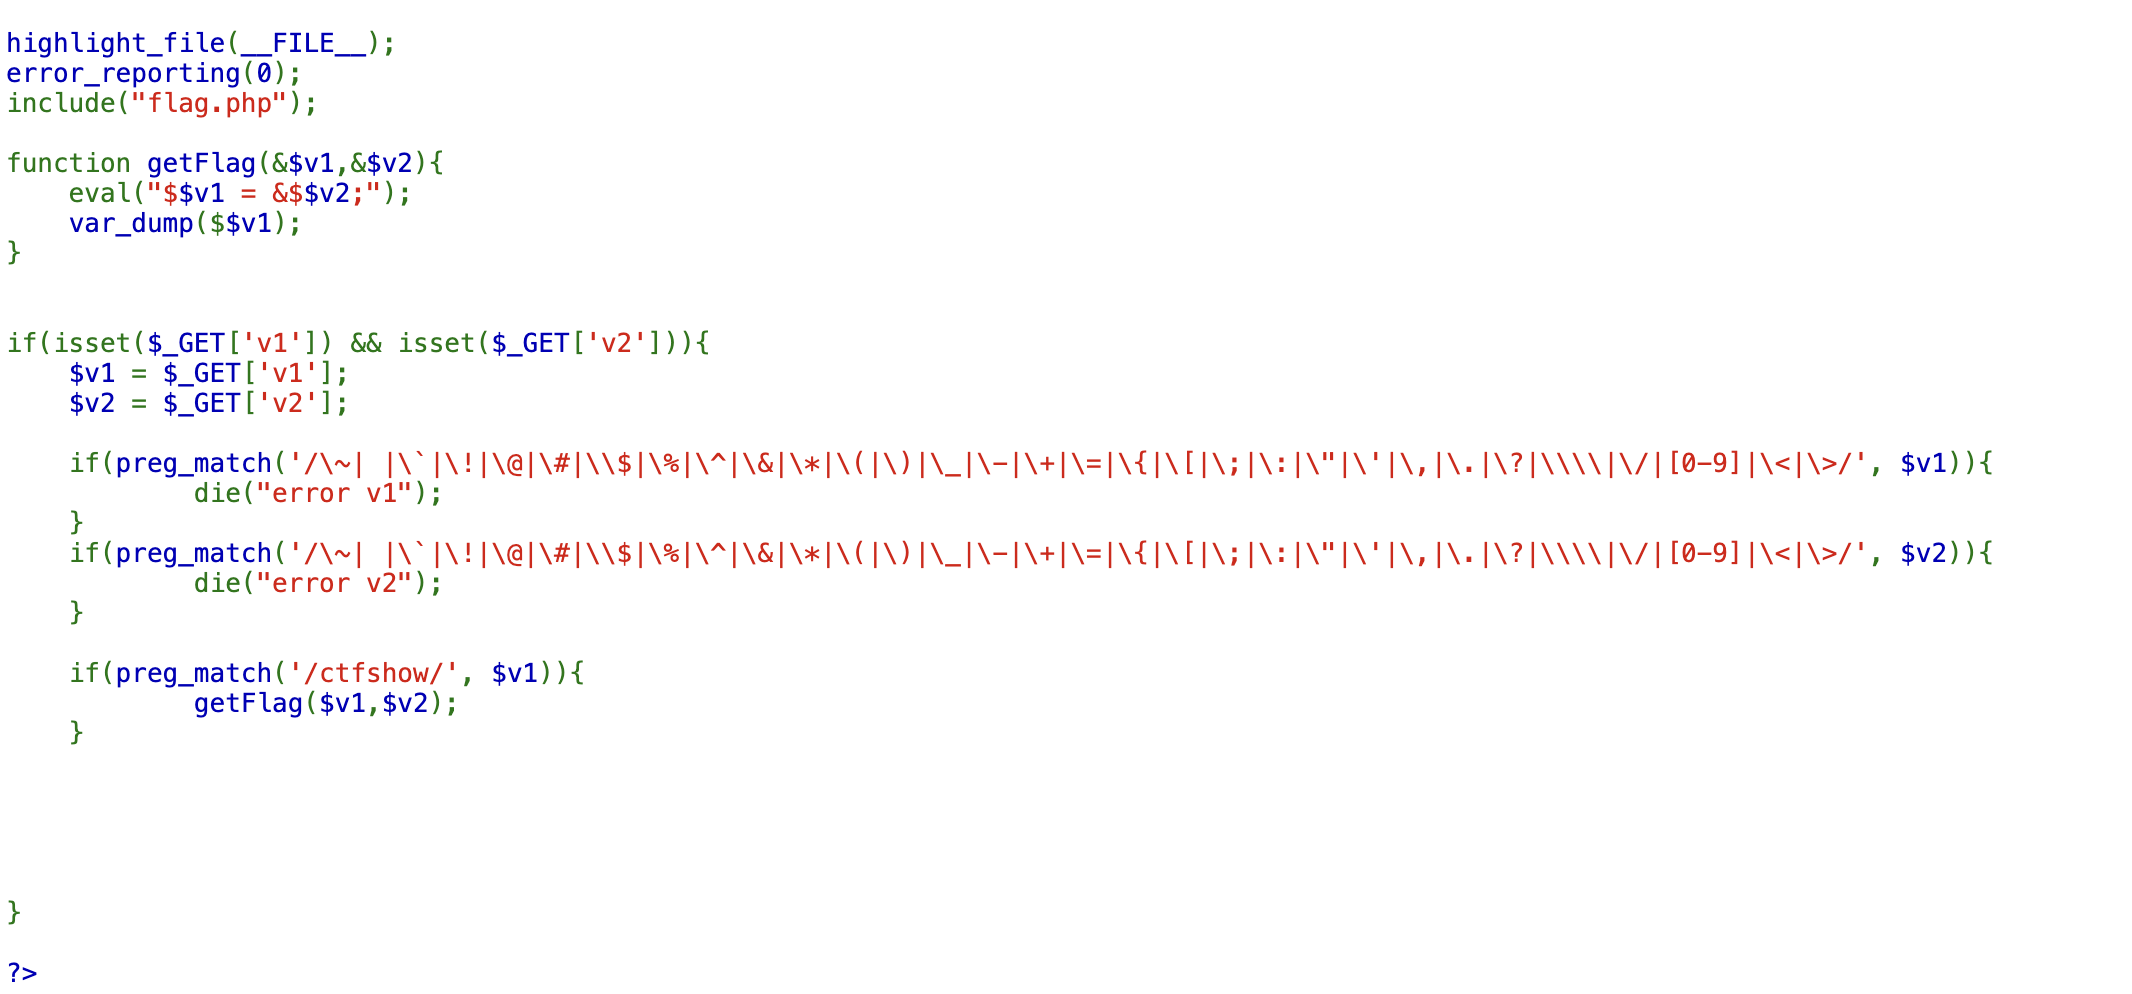 highlight_file(__FILE__);
error_reporting(0);
include("flag.php");
function getFlag(&$v1,&$v2){
    eval("$$v1 = &$$v2;");
    var_dump($$v1);
}
if(isset($_GET['v1']) && isset($_GET['v2'])){
    $v1 = $_GET['v1'];
    $v2 = $_GET['v2'];
    if(preg_match('/\~| |\`|\!|\@|\#|\\$|\%|\^|\&|\*|\(|\)|\_|\-|\+|\=|\{|\[|\;|\:|\"|\'|\,|\.|\?|\\\\|\/|[0-9]|\<|\>/', $v1)){
            die("error v1");
    }
    if(preg_match('/\~| |\`|\!|\@|\#|\\$|\%|\^|\&|\*|\(|\)|\_|\-|\+|\=|\{|\[|\;|\:|\"|\'|\,|\.|\?|\\\\|\/|[0-9]|\<|\>/', $v2)){
            die("error v2");
    }
    if(preg_match('/ctfshow/', $v1)){
            getFlag($v1,$v2);
    }
}
?>